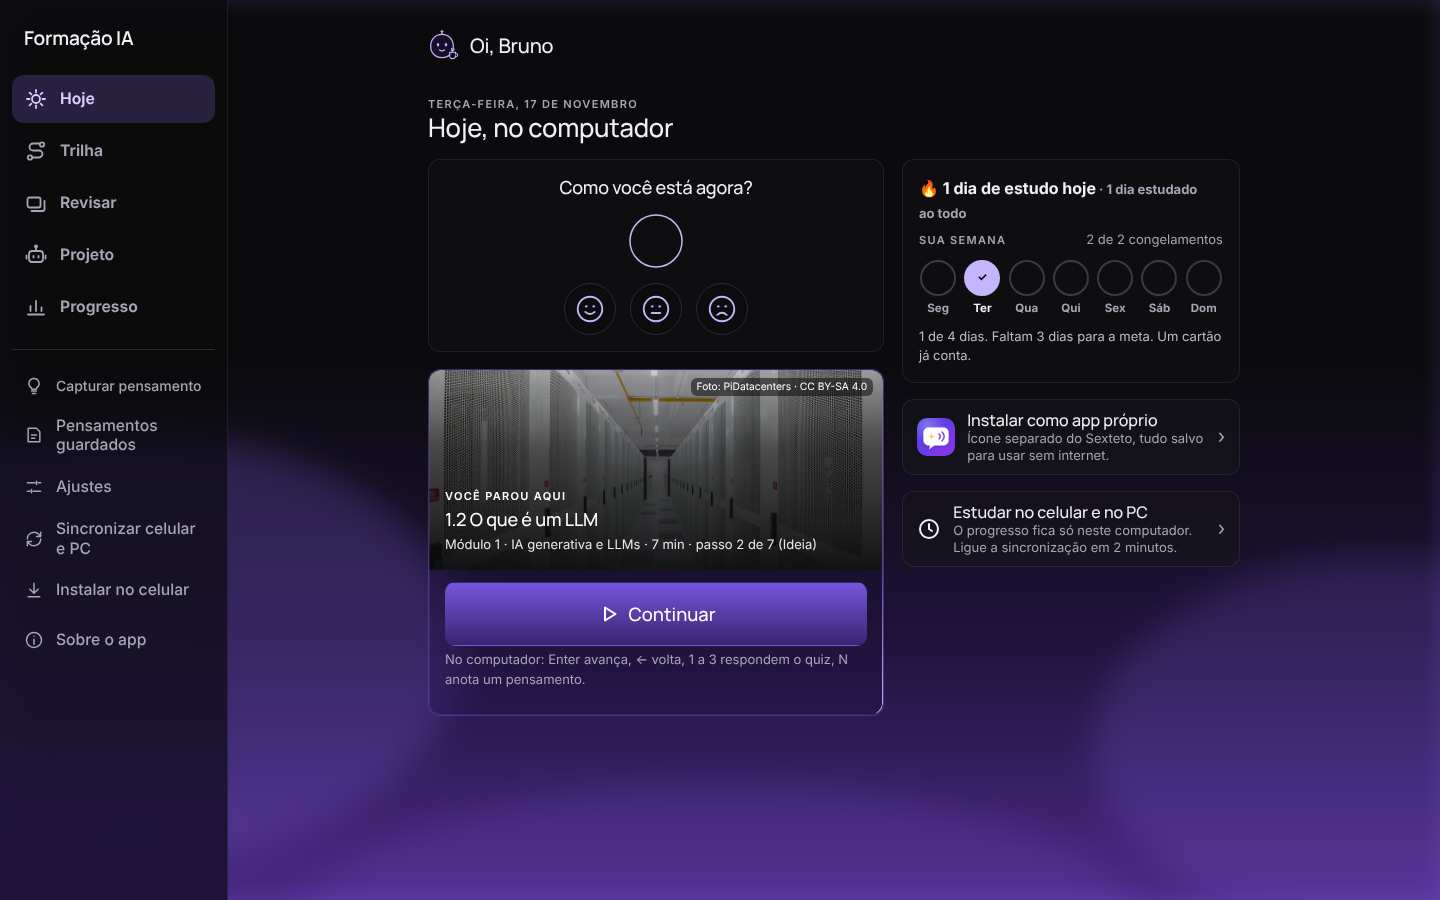 Formação IA
Hoje
Trilha
Revisar
Projeto
Progresso
Capturar pensamento
Pensamentos
guardados
Ajustes
Sincronizar celular
e PC
Instalar no celular
Sobre o app
Oi, Bruno
TERÇA-FEIRA, 17 DE NOVEMBRO
Hoje, no computador
Como você está agora?
Foto: PiDatacenters · CC BY-SA 4.0
VOCÊ PAROU AQUI
1.2 O que é um LLM
Módulo 1 · IA generativa e LLMs · 7 min · passo 2 de 7 (Ideia)
Continuar
No computador: Enter avança, ← volta, 1 a 3 respondem o quiz, N
anota um pensamento.
🔥 1 dia de estudo hoje · 1 dia estudado
ao todo
SUA SEMANA 2 de 2 congelamentos
Seg Ter Qua Qui Sex Sáb Dom
1 de 4 dias. Faltam 3 dias para a meta. Um cartão
já conta.
Instalar como app próprio
Ícone separado do Sexteto, tudo salvo
para usar sem internet.
Estudar no celular e no PC
O progresso fica só neste computador.
Ligue a sincronização em 2 minutos.